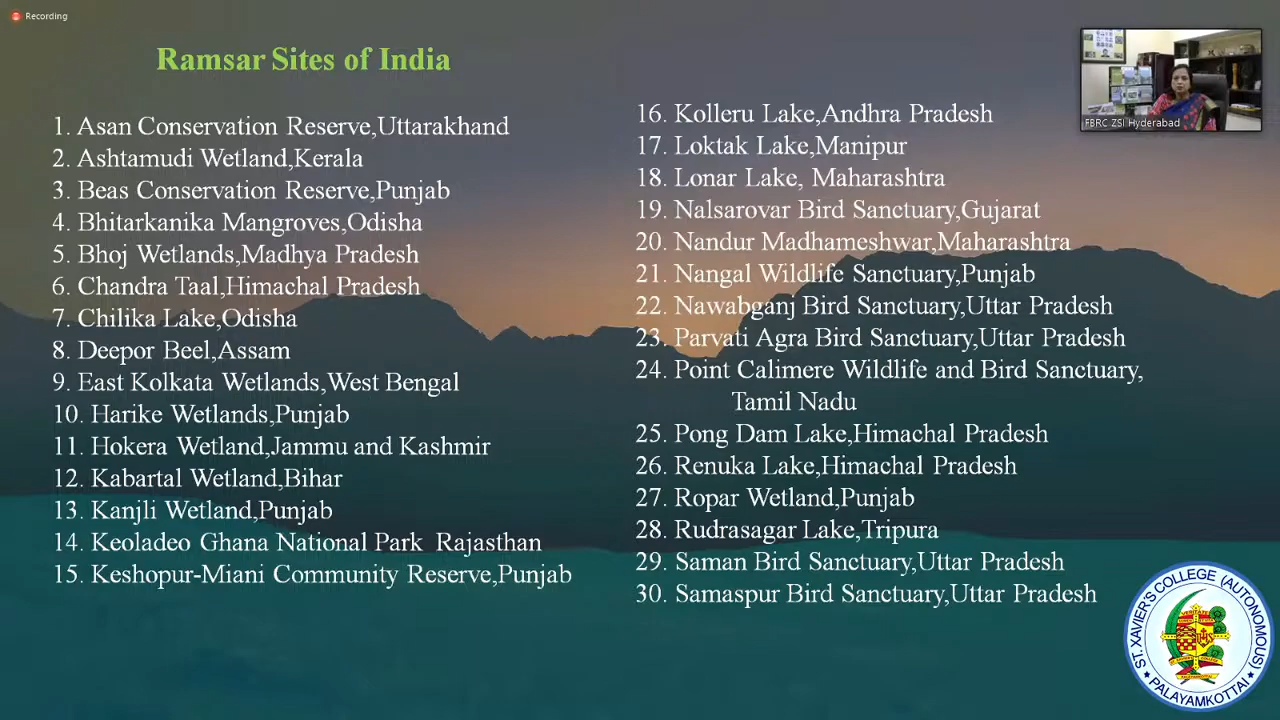 Recording
Ramsar Sites of India
1. Asan Conservation Reserve,Uttarakhand
2. Ashtamudi Wetland,Kerala
3. Beas Conservation Reserve,Punjab
4. Bhitarkanika Mangroves,Odisha
5. Bhoj Wetlands,Madhya Pradesh
6. Chandra Taal,Himachal Pradesh
7. Chilika Lake,Odisha
8. Deepor Beel,Assam
9. East Kolkata Wetlands,West Bengal
10. Harike Wetlands,Punjab
11. Hokera Wetland,Jammu and Kashmir
12. Kabartal Wetland,Bihar
13. Kanjli Wetland,Punjab
14. Keoladeo Ghana National Park Rajasthan
15. Keshopur-Miani Community Reserve,Punjab
16. Kolleru Lake,Andhra Pradesh
17. Loktak Lake,Manipur
18. Lonar Lake, Maharashtra
19. Nalsarovar Bird Sanctuary,Gujarat
20. Nandur Madhameshwar,Maharashtra
21. Nangal Wildlife Sanctuary,Punjab
22. Nawabganj Bird Sanctuary,Uttar Pradesh
23. Parvati Agra Bird Sanctuary,Uttar Pradesh
24. Point Calimere Wildlife and Bird Sanctuary,
Tamil Nadu
25. Pong Dam Lake,Himachal Pradesh
26. Renuka Lake,Himachal Pradesh
27. Ropar Wetland,Punjab
28. Rudrasagar Lake,Tripura
29. Saman Bird Sanctuary,Uttar Pradesh
30. Samaspur Bird Sanctuary,Uttar Pradesh
FBRC ZSI Hyderabad
ST. XAVIER'S COLLEGE (AUTONOMOUS)
PALAYAMKOTTAI